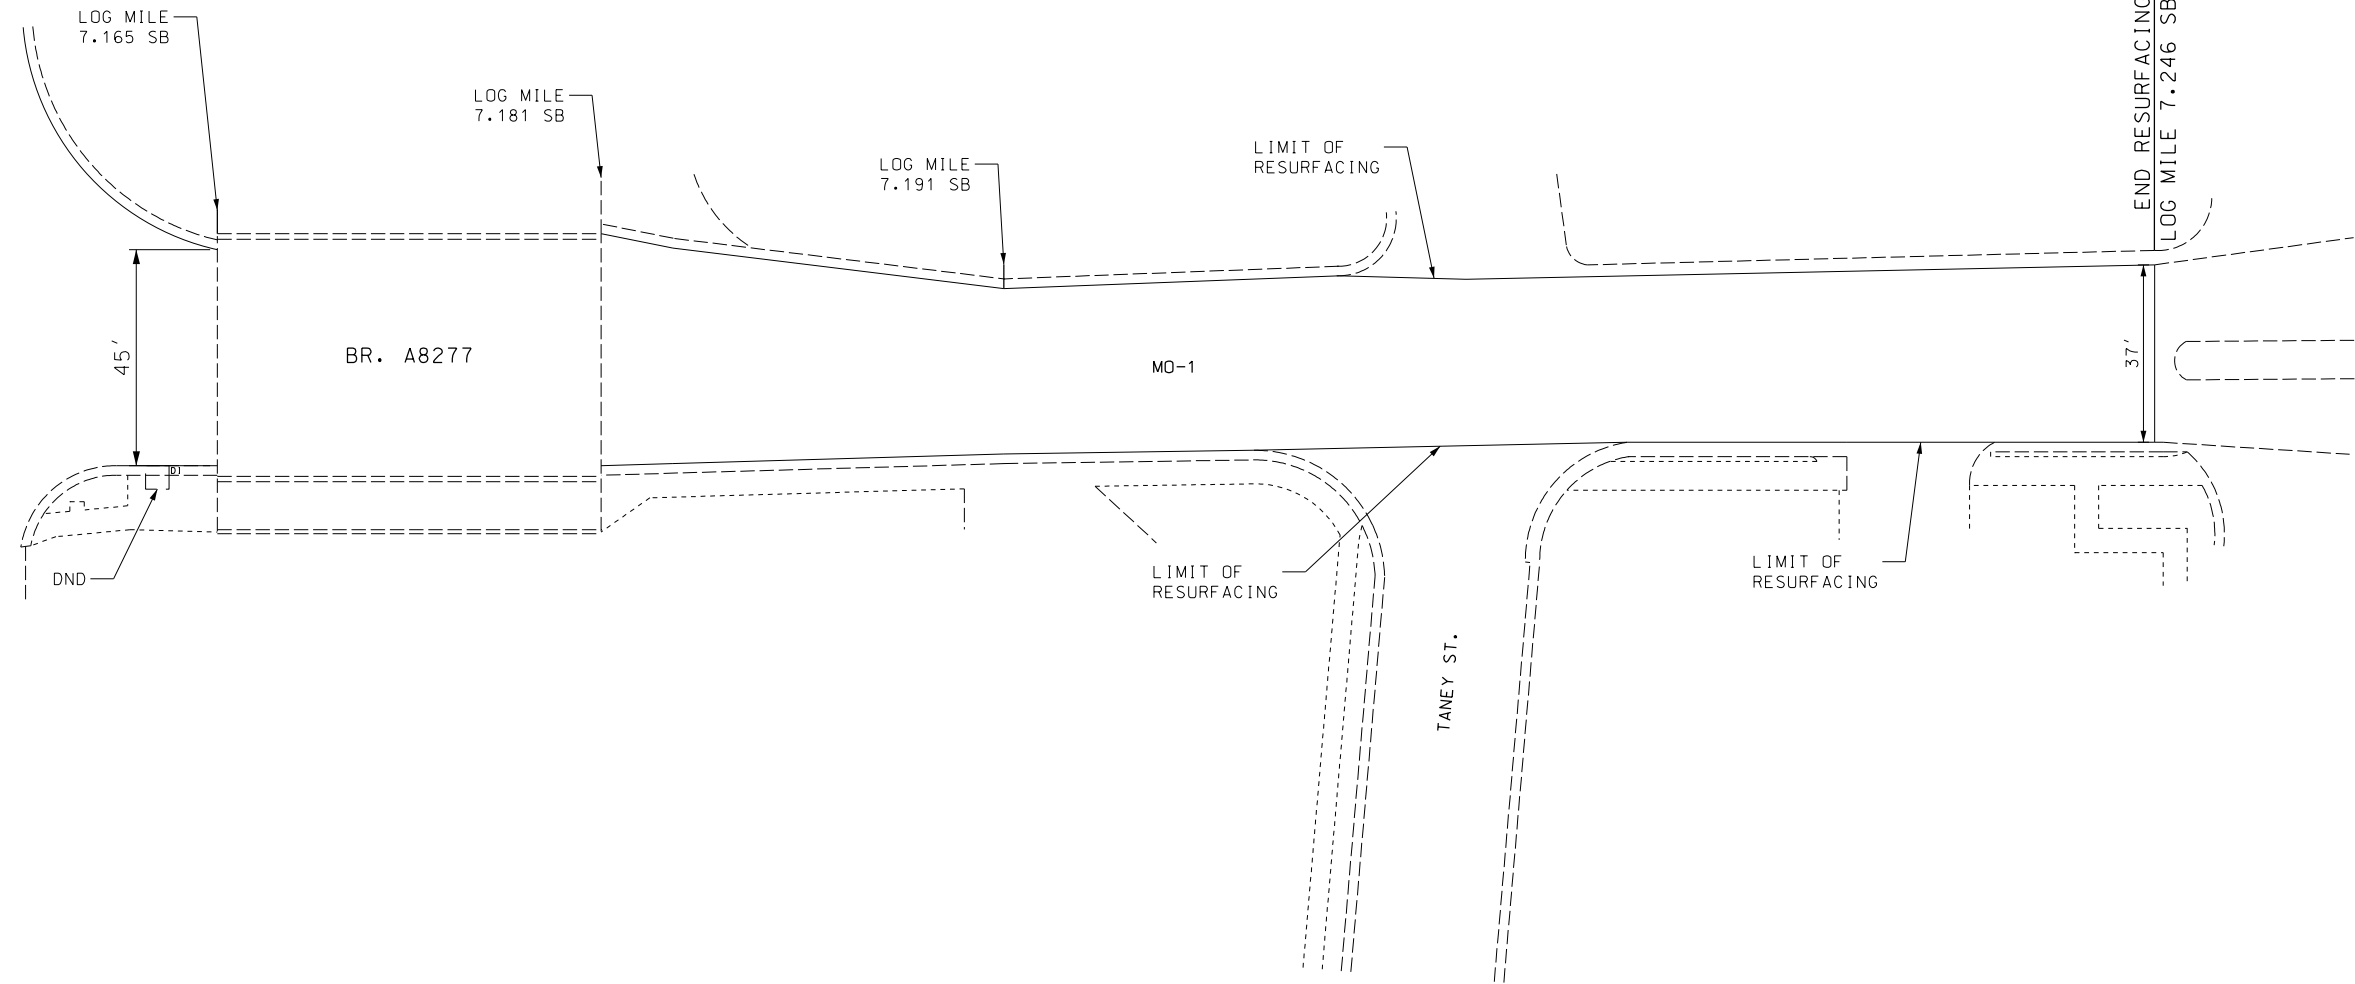 LOG MILE
7.165 SB
LOG MILE
7.181 SB
LOG MILE
7.191 SB
LIMIT OF
RESURFACING
END RESURFACING
LOG MILE 7.246 SB
45'
BR. A8277
MO-1
37'
DND
LIMIT OF
RESURFACING
LIMIT OF
RESURFACING
TANEY ST.